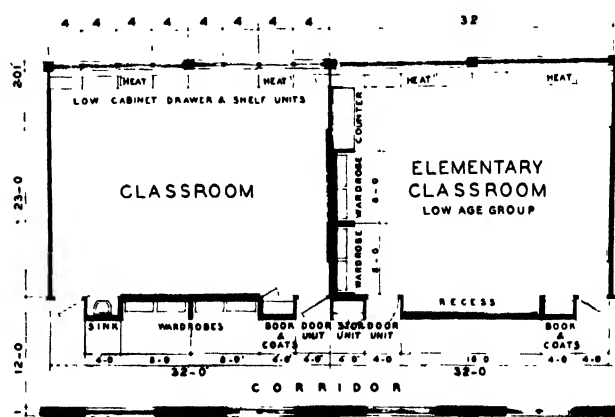 4 4 4 4 4 4 4 32
HEAT HEAT HEAT HEAT
LOW CABINET DRAWER & SHELF UNITS
COUNTER
WARDROBE
8-0
WARDROBE
8-0
CLASSROOM
ELEMENTARY
CLASSROOM
LOW AGE GROUP
23-0
12-0
RECESS
SINK WARDROBES BOOK & COATS DOOR UNIT STOR UNIT DOOR UNIT BOOK & COATS
4-0 8-0 8-0 4-0 4-0 4-0 4-0 4-0 4-0
32-0 32-0
CORRIDOR